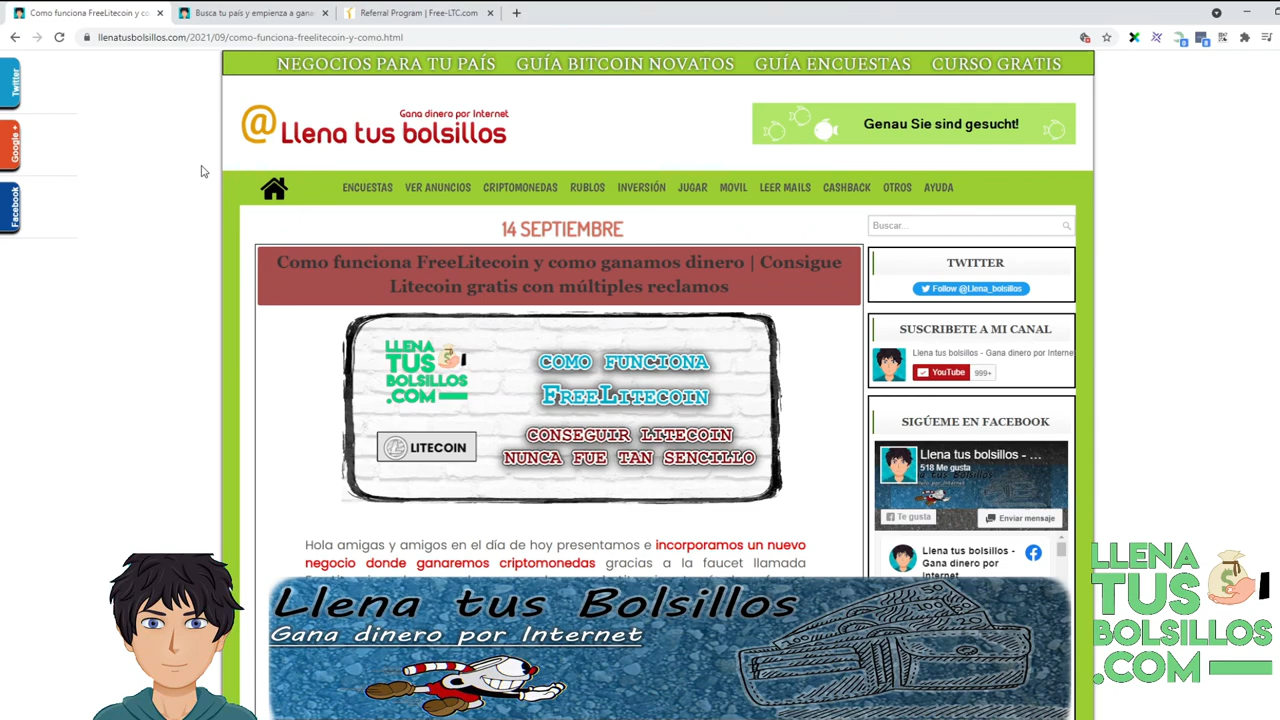 Como funciona FreeLitecoin y co
Busca tu país y empieza a gana
Referral Program | Free-LTC.com
llenatusbolsillos.com/2021/09/como-funciona-freelitecoin-y-como.html
Twitter
Google +
Facebook
NEGOCIOS PARA TU PAÍS GUÍA BITCOIN NOVATOS GUÍA ENCUESTAS CURSO GRATIS
Gana dinero por Internet
@Llena tus bolsillos
Genau Sie sind gesucht!
ENCUESTAS VER ANUNCIOS CRIPTOMONEDAS RUBLOS INVERSIÓN JUGAR MOVIL LEER MAILS CASHBACK OTROS AYUDA
14 SEPTIEMBRE
Como funciona FreeLitecoin y como ganamos dinero | Consigue
Litecoin gratis con múltiples reclamos
LLENA
TUS
BOLSILLOS
.COM
COMO FUNCIONA
FREELITECOIN
LITECOIN
CONSEGUIR LITECOIN
NUNCA FUE TAN SENCILLO
Hola amigas y amigos en el día de hoy presentamos e incorporamos un nuevo
negocio donde ganaremos criptomonedas gracias a la faucet llamada
Buscar...
TWITTER
Follow @Llena_bolsillos
SUSCRIBETE A MI CANAL
Llena tus bolsillos - Gana dinero por Interne
YouTube 999+
SIGÚEME EN FACEBOOK
Llena tus bolsillos - ...
518 Me gusta
Te gusta
Enviar mensaje
Llena tus bolsillos -
Gana dinero por
Internet
Llena tus Bolsillos
Gana dinero por Internet
LLENA
TUS
BOLSILLOS
.COM